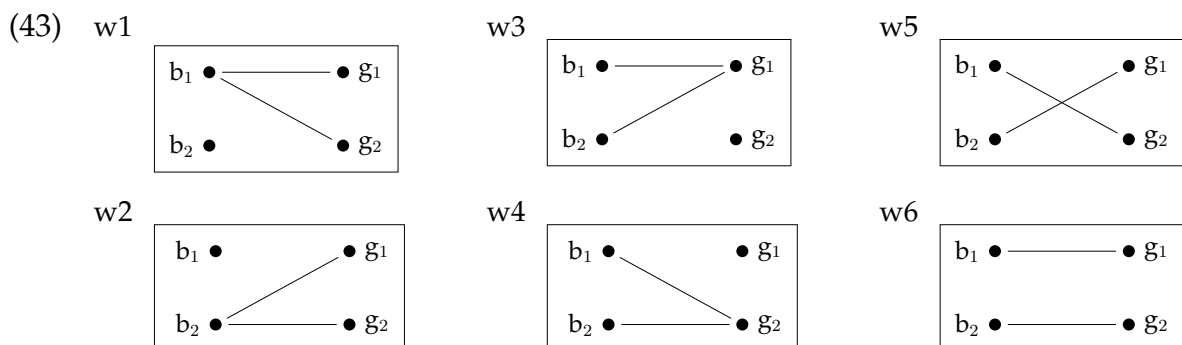 (43) w1 w3 w5
b₁ g₁ b₁ g₁ b₁ g₁
b₂ g₂ b₂ g₂ b₂ g₂
w2 w4 w6
b₁ g₁ b₁ g₁ b₁ g₁
b₂ g₂ b₂ g₂ b₂ g₂